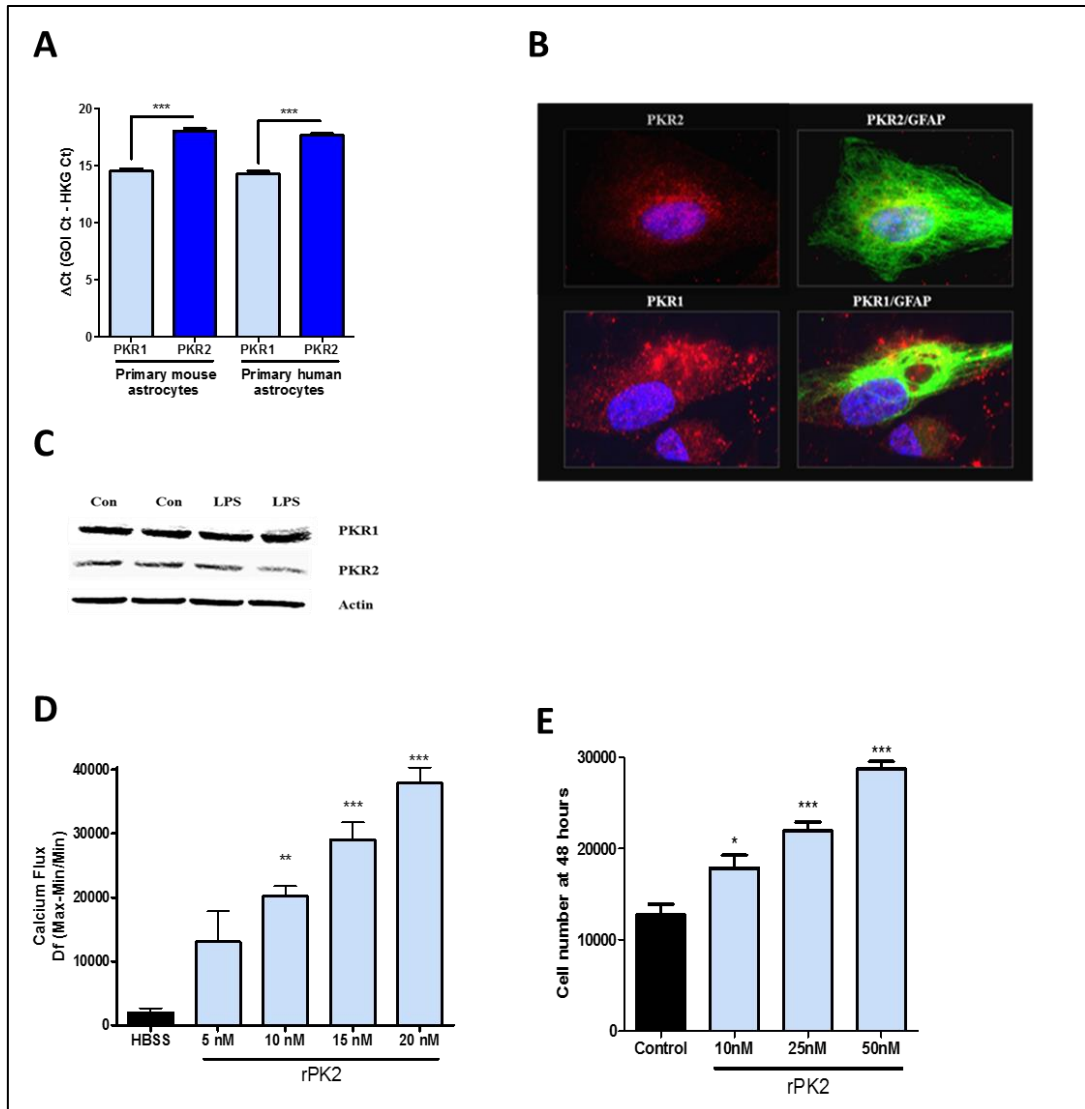 A
ΔCt (GOI Ct - HKG Ct)
20
15
10
5
0
***
***
PKR1
PKR2
PKR1
PKR2
Primary mouse
astrocytes
Primary human
astrocytes
B
PKR2
PKR2/GFAP
PKR1
PKR1/GFAP
C
Con
Con
LPS
LPS
PKR1
PKR2
Actin
D
Calcium Flux
Df (Max-Min/Min)
40000
30000
20000
10000
0
**
***
***
HBSS
5 nM
10 nM
15 nM
20 nM
rPK2
E
Cell number at 48 hours
30000
20000
10000
0
*
***
***
Control
10nM
25nM
50nM
rPK2